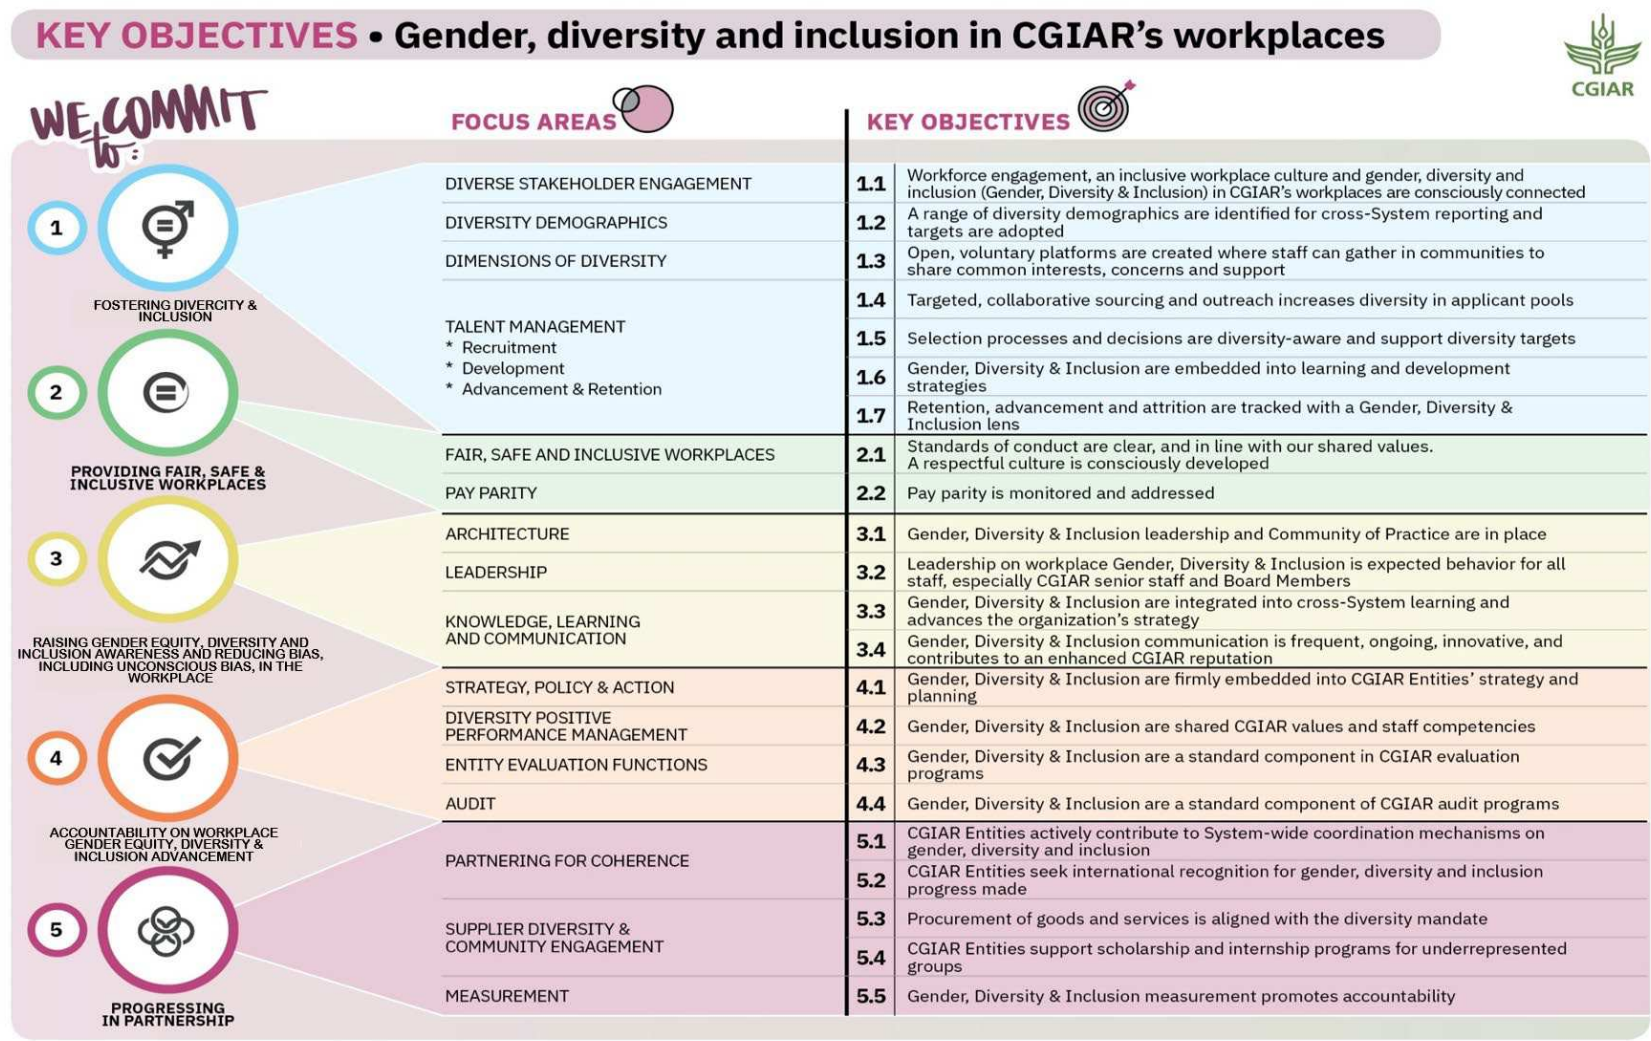 KEY OBJECTIVES • Gender, diversity and inclusion in CGIAR's workplaces
CGIAR
WE COMMIT
to:
FOCUS AREAS
KEY OBJECTIVES
1
FOSTERING DIVERCITY &
INCLUSION
DIVERSE STAKEHOLDER ENGAGEMENT
1.1
Workforce engagement, an inclusive workplace culture and gender, diversity and
inclusion (Gender, Diversity & Inclusion) in CGIAR's workplaces are consciously connected
DIVERSITY DEMOGRAPHICS
1.2
A range of diversity demographics are identified for cross-System reporting and
targets are adopted
DIMENSIONS OF DIVERSITY
1.3
Open, voluntary platforms are created where staff can gather in communities to
share common interests, concerns and support
TALENT MANAGEMENT
* Recruitment
* Development
* Advancement & Retention
1.4
Targeted, collaborative sourcing and outreach increases diversity in applicant pools
1.5
Selection processes and decisions are diversity-aware and support diversity targets
1.6
Gender, Diversity & Inclusion are embedded into learning and development
strategies
1.7
Retention, advancement and attrition are tracked with a Gender, Diversity &
Inclusion lens
2
PROVIDING FAIR, SAFE &
INCLUSIVE WORKPLACES
FAIR, SAFE AND INCLUSIVE WORKPLACES
2.1
Standards of conduct are clear, and in line with our shared values.
A respectful culture is consciously developed
PAY PARITY
2.2
Pay parity is monitored and addressed
3
RAISING GENDER EQUITY, DIVERSITY AND
INCLUSION AWARENESS AND REDUCING BIAS,
INCLUDING UNCONSCIOUS BIAS, IN THE
WORKPLACE
ARCHITECTURE
3.1
Gender, Diversity & Inclusion leadership and Community of Practice are in place
LEADERSHIP
3.2
Leadership on workplace Gender, Diversity & Inclusion is expected behavior for all
staff, especially CGIAR senior staff and Board Members
KNOWLEDGE, LEARNING
AND COMMUNICATION
3.3
Gender, Diversity & Inclusion are integrated into cross-System learning and
advances the organization's strategy
3.4
Gender, Diversity & Inclusion communication is frequent, ongoing, innovative, and
contributes to an enhanced CGIAR reputation
4
ACCOUNTABILITY ON WORKPLACE
GENDER EQUITY, DIVERSITY &
INCLUSION ADVANCEMENT
STRATEGY, POLICY & ACTION
4.1
Gender, Diversity & Inclusion are firmly embedded into CGIAR Entities' strategy and
planning
DIVERSITY POSITIVE
PERFORMANCE MANAGEMENT
4.2
Gender, Diversity & Inclusion are shared CGIAR values and staff competencies
ENTITY EVALUATION FUNCTIONS
4.3
Gender, Diversity & Inclusion are a standard component in CGIAR evaluation
programs
AUDIT
4.4
Gender, Diversity & Inclusion are a standard component of CGIAR audit programs
5
PROGRESSING
IN PARTNERSHIP
PARTNERING FOR COHERENCE
5.1
CGIAR Entities actively contribute to System-wide coordination mechanisms on
gender, diversity and inclusion
5.2
CGIAR Entities seek international recognition for gender, diversity and inclusion
progress made
SUPPLIER DIVERSITY &
COMMUNITY ENGAGEMENT
5.3
Procurement of goods and services is aligned with the diversity mandate
5.4
CGIAR Entities support scholarship and internship programs for underrepresented
groups
MEASUREMENT
5.5
Gender, Diversity & Inclusion measurement promotes accountability